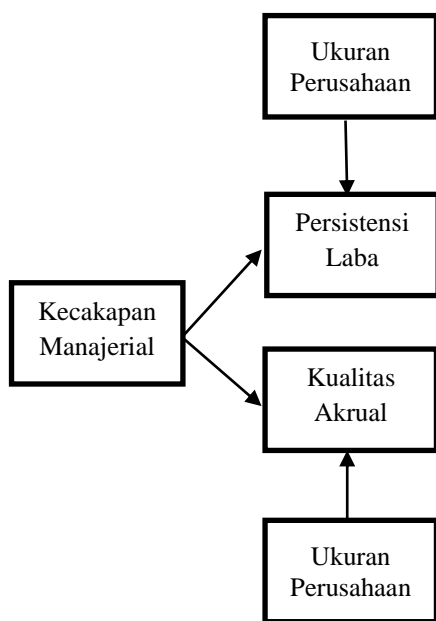 Ukuran
Perusahaan
Persistensi
Laba
Kecakapan
Manajerial
Kualitas
Akrual
Ukuran
Perusahaan